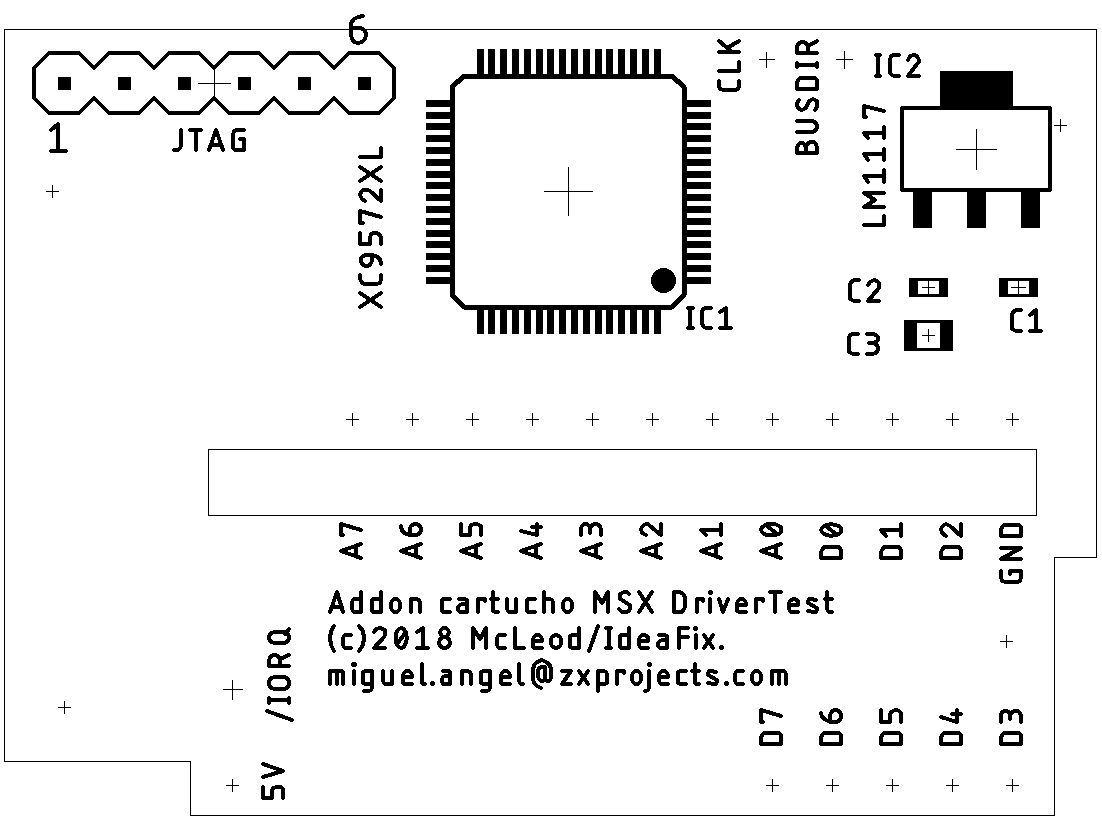 6
1
JTAG
XC9572XL
IC1
CLK
BUSDIR
IC2
LM1117
C2
C1
C3
A7
A6
A5
A4
A3
A2
A1
A0
D0
D1
D2
GND
Addon cartucho MSX DriverTest
(c)2018 McLeod/IdeaFix.
miguel.angel@zxprojects.com
/IORQ
5V
D7
D6
D5
D4
D3